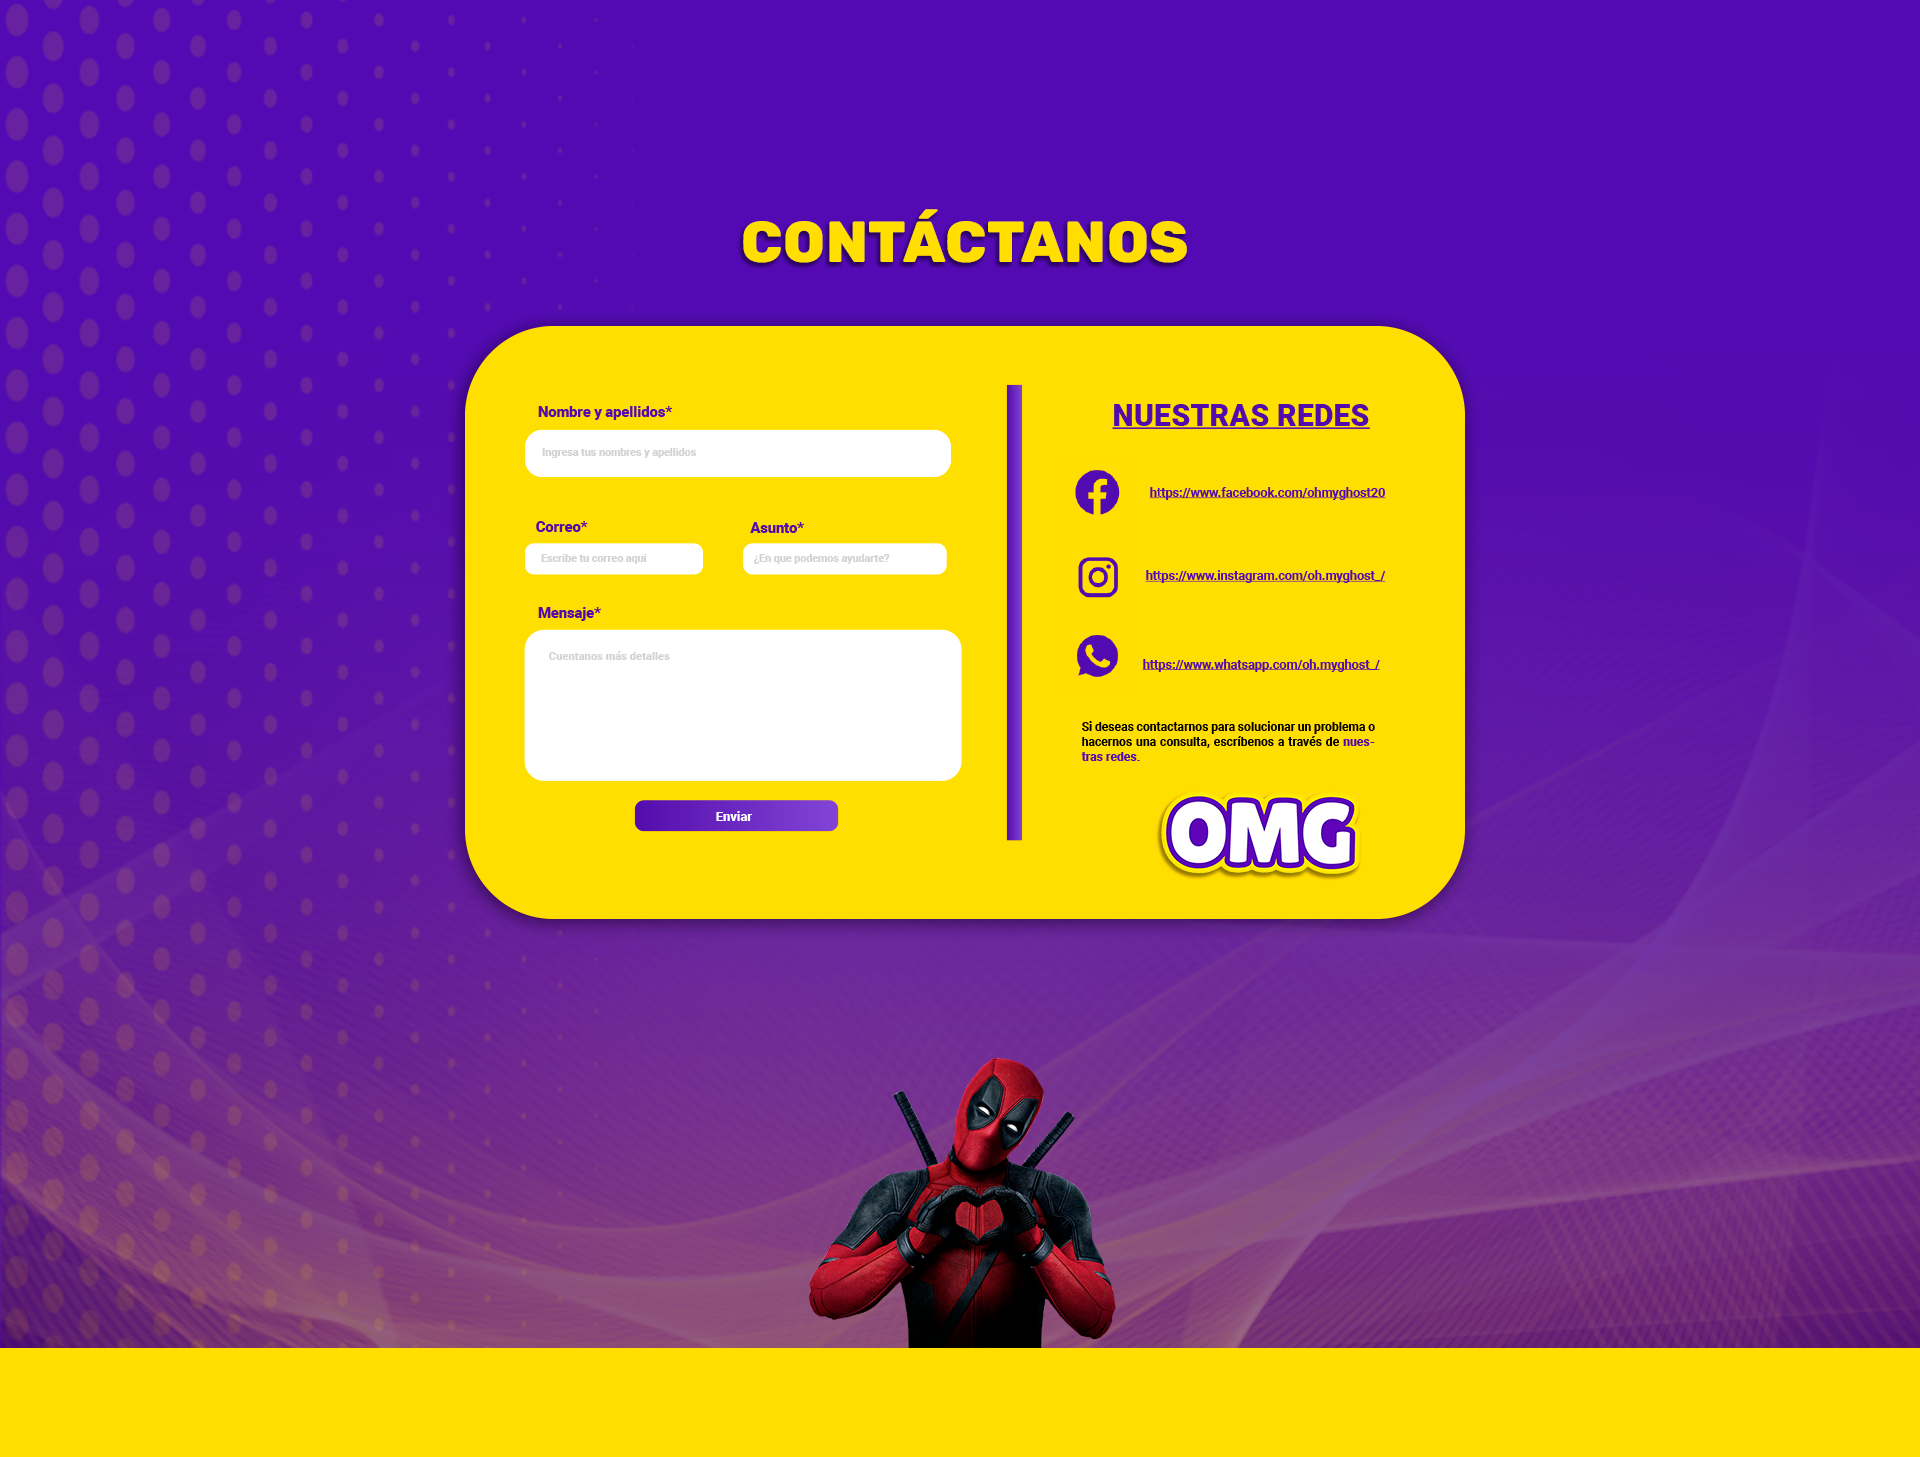 CONTÁCTANOS
Nombre y apellidos*
Ingresa tus nombres y apellidos
Correo*
Asunto*
Escribe tu correo aqui
¿En que podemos ayudarte?
Mensaje*
Cuentanos más detalles
Enviar
NUESTRAS REDES
https://www.facebook.com/ohmyghost20
https://www.instagram.com/oh.myghost_/
https://www.whatsapp.com/oh.myghost_/
Si deseas contactarnos para solucionar un problema o
hacernos una consulta, escríbenos a través de nues-
tras redes.
OMG